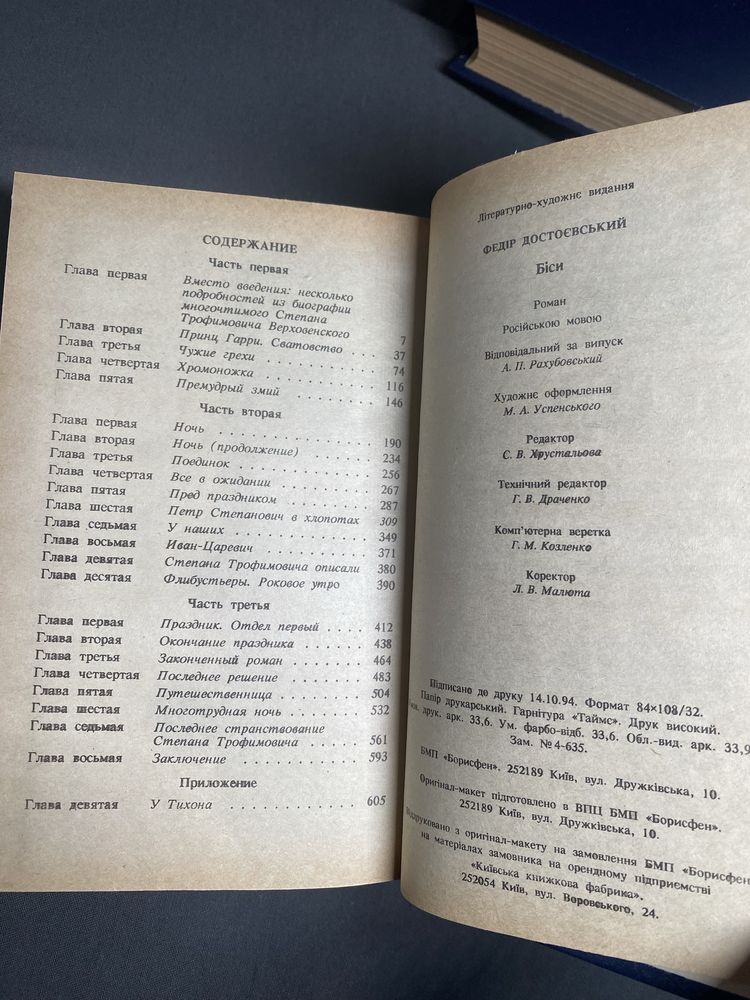 СОДЕРЖАНИЕ
Часть первая
Глава первая Вместо введения: несколько
подробностей из биографии
многочтимого Степана
Трофимовича Верховенского 7
Глава вторая Принц Гарри. Сватовство . . . 37
Глава третья Чужие грехи . . . . . . . . . . 74
Глава четвертая Хромоножка . . . . . . . . . . 116
Глава пятая Премудрый змий . . . . . . . . 146
Часть вторая
Глава первая Ночь . . . . . . . . . . . . . . 190
Глава вторая Ночь (продолжение) . . . . . . 234
Глава третья Поединок . . . . . . . . . . . 256
Глава четвертая Все в ожидании . . . . . . . . 267
Глава пятая Пред праздником . . . . . . . 287
Глава шестая Петр Степанович в хлопотах 309
Глава седьмая У наших . . . . . . . . . . . . 349
Глава восьмая Иван-Царевич . . . . . . . . . 371
Глава девятая Степана Трофимовича описали 380
Глава десятая Флибустьеры. Роковое утро 390
Часть третья
Глава первая Праздник. Отдел первый . . . . 412
Глава вторая Окончание праздника . . . . . 438
Глава третья Законченный роман . . . . . . 464
Глава четвертая Последнее решение . . . . . . 483
Глава пятая Путешественница . . . . . . . 504
Глава шестая Многотрудная ночь . . . . . . 532
Глава седьмая Последнее странствование
Степана Трофимовича . . . . . 561
Глава восьмая Заключение . . . . . . . . . . 593
Приложение
Глава девятая У Тихона . . . . . . . . . . . . 605
Літературно-художнє видання
ФЕДІР ДОСТОЄВСЬКИЙ
Біси
Роман
Російською мовою
Відповідальний за випуск
А. П. Рахубовський
Художнє оформлення
М. А. Успенського
Редактор
С. В. Хрустальова
Технічний редактор
Г. В. Драченко
Комп'ютерна верстка
Г. М. Козленко
Коректор
Л. В. Малюта
Підписано до друку 14.10.94. Формат 84×108/32.
Папір друкарський. Гарнітура «Таймс». Друк високий.
друк. арк. 33,6. Ум. фарбо-відб. 33,6. Обл.-вид. арк. 33,9
Зам. № 4-635.
БМП «Борисфен». 252189 Київ, вул. Дружківська, 10.
Оригінал-макет підготовлено в ВПЦ БМП «Борисфен».
252189 Київ, вул. Дружківська, 10.
Віддруковано з оригінал-макету на замовлення БМП «Борисфен»
на матеріалах замовника на орендному підприємстві
«Київська книжкова фабрика».
252054 Київ, вул. Воровського, 24.